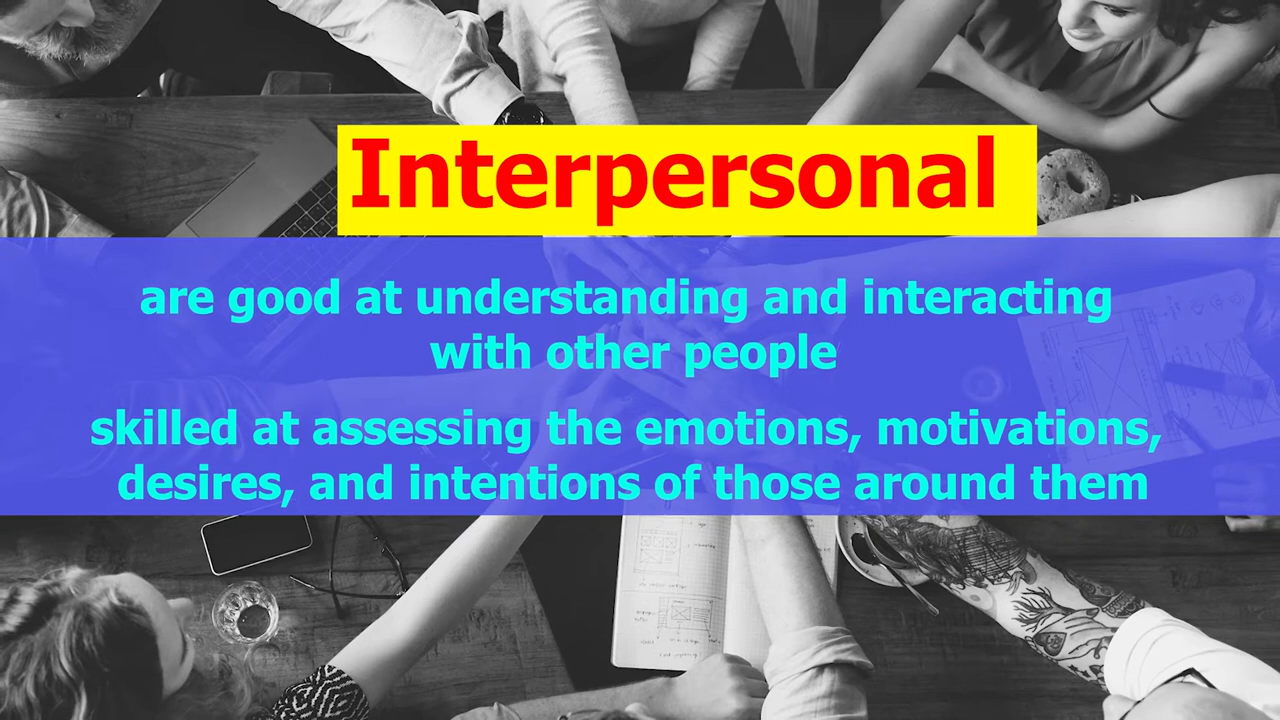 Interpersonal
are good at understanding and interacting
with other people
skilled at assessing the emotions, motivations,
desires, and intentions of those around them